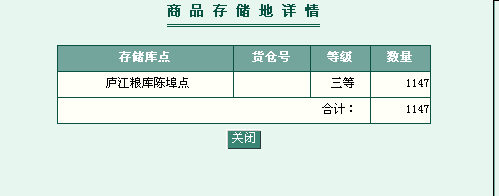 商品存储地详情
存储库点 货仓号 等级 数量
庐江粮库陈埠点 三等 1147
合计： 1147
关闭